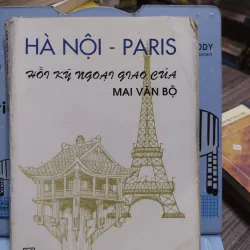 HÀ NỘI - PARIS
HỒI KÝ NGOẠI GIAO CỦA
MAI VĂN BỘ